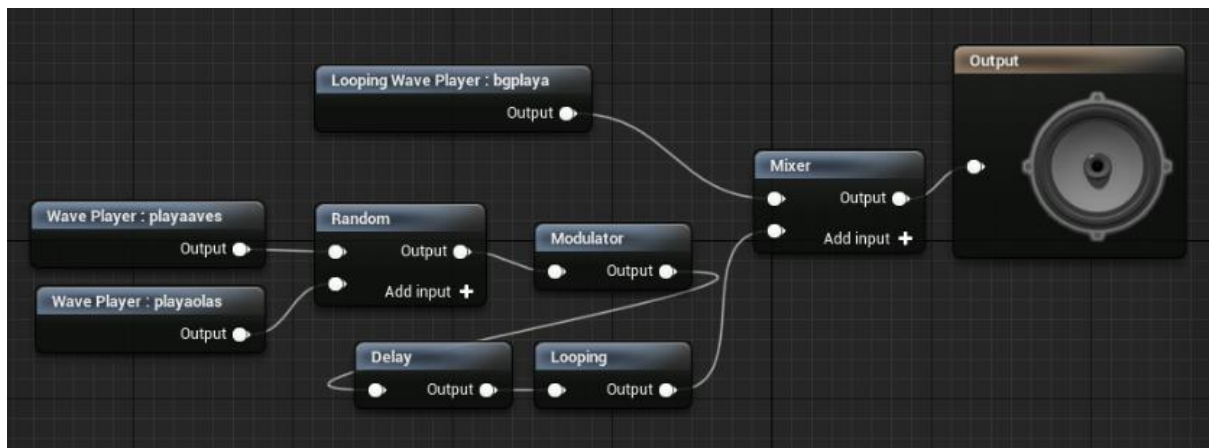 Output
Looping Wave Player : bgplaya
Output
Mixer
Output
Add input
Wave Player : playaaves
Output
Random
Output
Add input
Modulator
Output
Wave Player : playaolas
Output
Delay
Output
Looping
Output